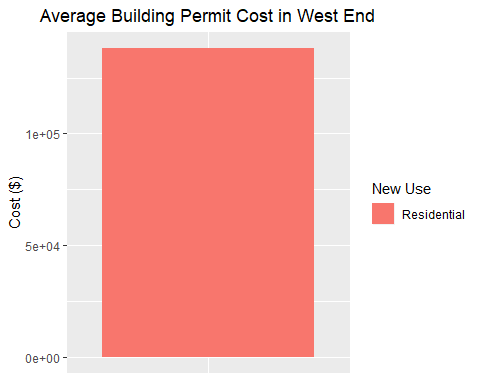 Average Building Permit Cost in West End
1e+05
5e+04
0e+00
Cost ($)
New Use
Residential